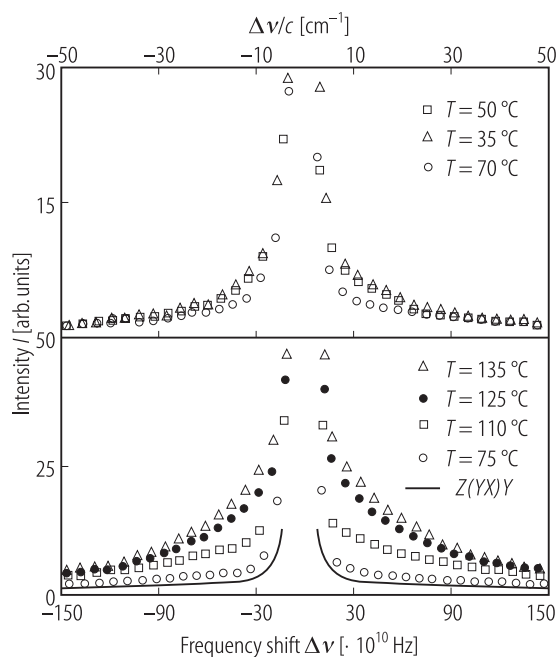 Δν/c [cm⁻¹]
−50 −30 −10 10 30 48
30
T = 50 °C
T = 35 °C
T = 70 °C
15
Intensity I [arb. units]
50
T = 135 °C
T = 125 °C
T = 110 °C
T = 75 °C
Z(YX)Y
25
0
−150 −90 −30 30 90 150
Frequency shift Δν [· 10¹⁰ Hz]